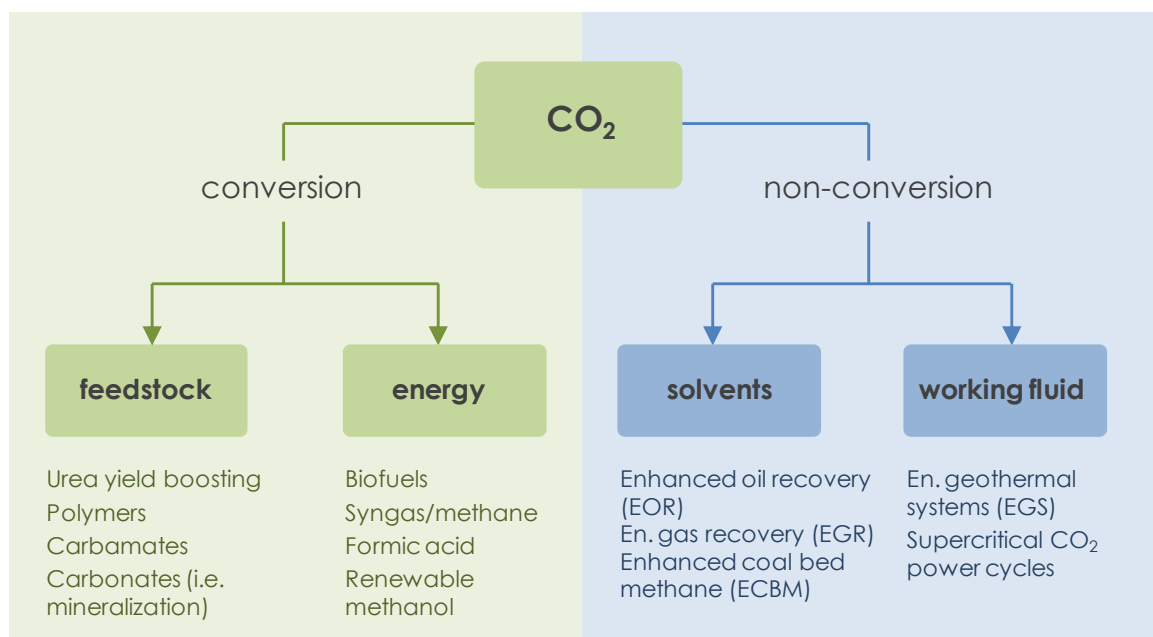 CO₂
conversion
non-conversion
feedstock
energy
solvents
working fluid
Urea yield boosting
Polymers
Carbamates
Carbonates (i.e.
mineralization)
Biofuels
Syngas/methane
Formic acid
Renewable
methanol
Enhanced oil recovery
(EOR)
En. gas recovery (EGR)
Enhanced coal bed
methane (ECBM)
En. geothermal
systems (EGS)
Supercritical CO₂
power cycles